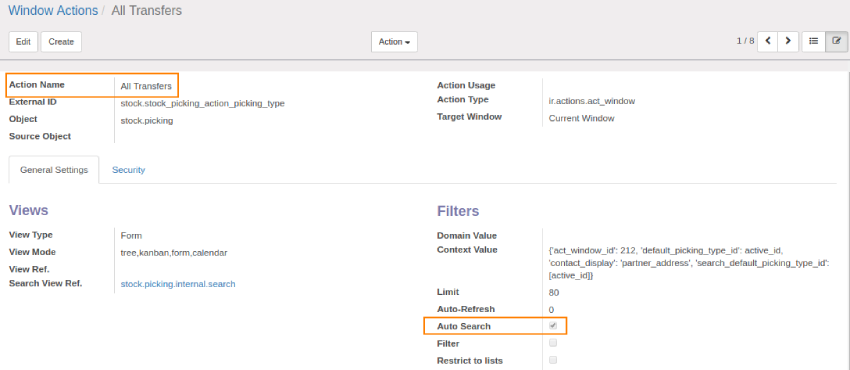 Window Actions / All Transfers
Edit Create Action 1 / 8
Action Name All Transfers
External ID stock.stock_picking_action_picking_type
Object stock.picking
Source Object
Action Usage
Action Type ir.actions.act_window
Target Window Current Window
General Settings Security
Views
View Type Form
View Mode tree,kanban,form,calendar
View Ref.
Search View Ref. stock.picking.internal.search
Filters
Domain Value
Context Value {'act_window_id': 212, 'default_picking_type_id': active_id,
'contact_display': 'partner_address', 'search_default_picking_type_id':
[active_id]}
Limit 80
Auto-Refresh 0
Auto Search
Filter
Restrict to lists